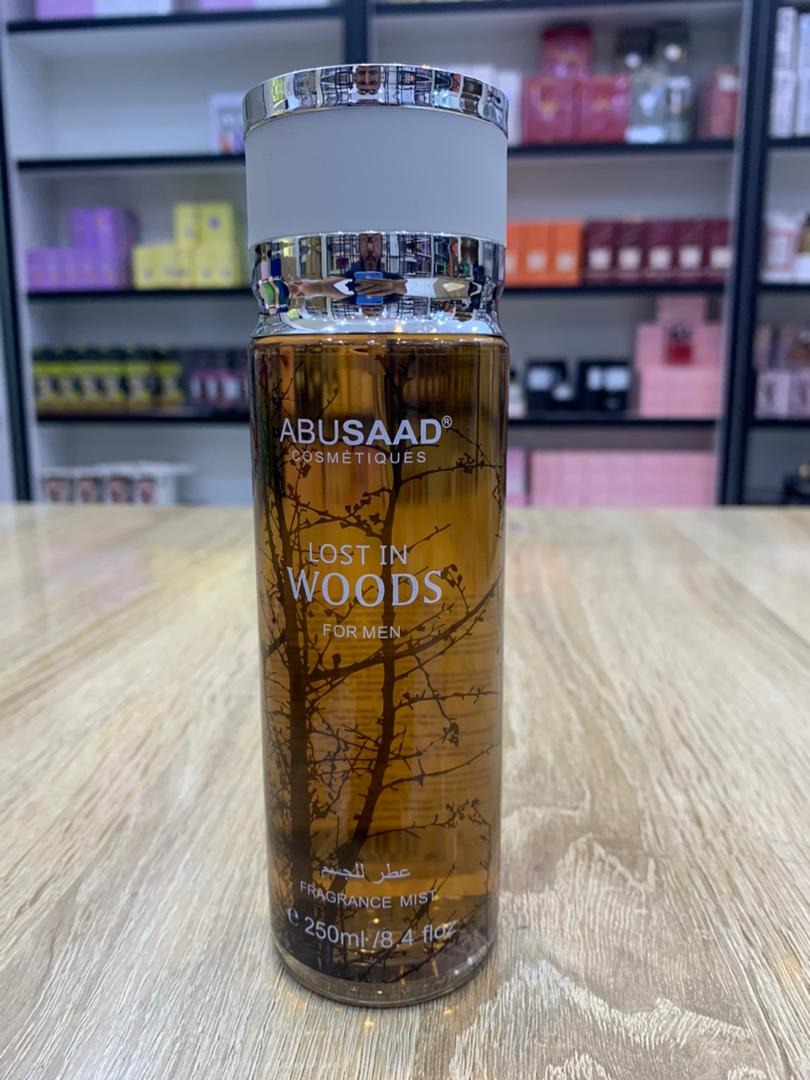 ABUSAAD®
COSMÉTIQUES
LOST IN
WOODS
FOR MEN
عطر للجسم
FRAGRANCE MIST
e 250ml./8.4 floz